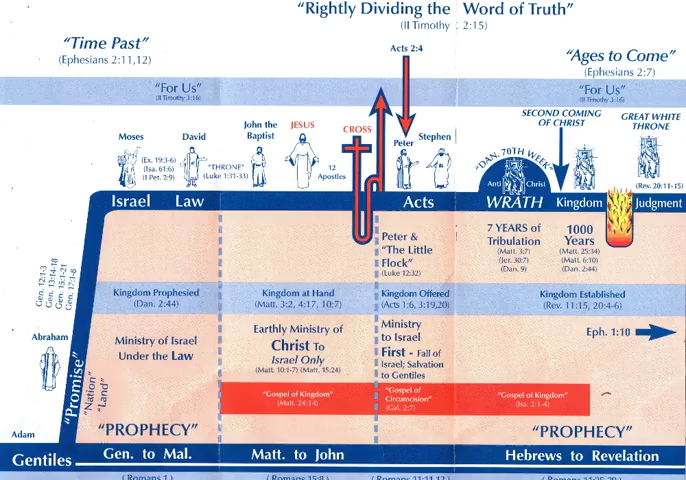 "Rightly Dividing the Word of Truth"
(II Timothy 2:15)
"Time Past"
(Ephesians 2:11,12)
Acts 2:4
"Ages to Come"
(Ephesians 2:7)
"For Us"
(II Timothy 3:16)
"For Us"
(II Timothy 3:16)
Moses
(Ex. 19:3-6)
(Isa. 61:6)
(I Pet. 2:9)
David
"THRONE"
(Luke 1:31-33)
John the
Baptist
JESUS
12
Apostles
CROSS
Peter
Stephen
"DAN. 70TH WEEK"
Anti Christ
SECOND COMING
OF CHRIST
GREAT WHITE
THRONE
(Rev. 20:11-15)
Israel Law
Acts
WRATH
Kingdom
Judgment
Gen. 12:1-3
Gen. 13:14-18
Gen. 15:1-21
Gen. 17:1-8
Peter &
"The Little
Flock"
(Luke 12:32)
7 YEARS of
Tribulation
(Matt. 3:7)
(Jer. 30:7)
(Dan. 9)
1000
Years
(Matt. 25:34)
(Matt. 6:10)
(Dan. 2:44)
Kingdom Prophesied
(Dan. 2:44)
Kingdom at Hand
(Matt. 3:2, 4:17, 10:7)
Kingdom Offered
(Acts 1:6, 3:19,20)
Kingdom Established
(Rev. 11:15, 20:4-6)
Abraham
Ministry of Israel
Under the Law
Earthly Ministry of
Christ To
Israel Only
(Matt. 10:1-7) (Matt. 15:24)
Ministry
to Israel
First - Fall of
Israel; Salvation
to Gentiles
Eph. 1:10
"Promise"
"Nation"
"Land"
"Gospel of Kingdom"
(Matt. 24:14)
"Gospel of
Circumcision"
(Gal. 2:7)
"Gospel of Kingdom"
(Isa. 2:1-4)
Adam
"PROPHECY"
"PROPHECY"
Gentiles
Gen. to Mal.
Matt. to John
Hebrews to Revelation
(Romans 1)
(Romans 15:8)
(Romans 11:11,12)